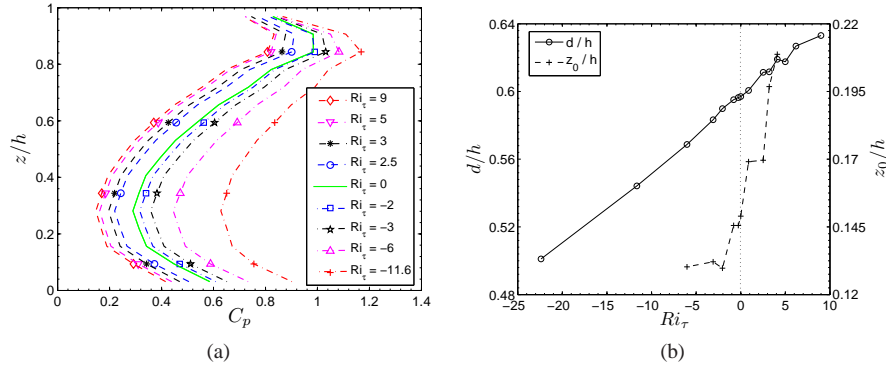 1
0.8
0.6
0.4
0.2
0
z/h
0 0.2 0.4 0.6 0.8 1 1.2 1.4
C_p
Ri_τ = 9
Ri_τ = 5
Ri_τ = 3
Ri_τ = 2.5
Ri_τ = 0
Ri_τ = −2
Ri_τ = −3
Ri_τ = −6
Ri_τ = −11.6
(a)
0.64
0.6
0.56
0.52
0.48
d/h
d / h
z_0 / h
−25 −20 −15 −10 −5 0 5 10
Ri_τ
0.22
0.195
0.17
0.145
0.12
z_0/h
(b)